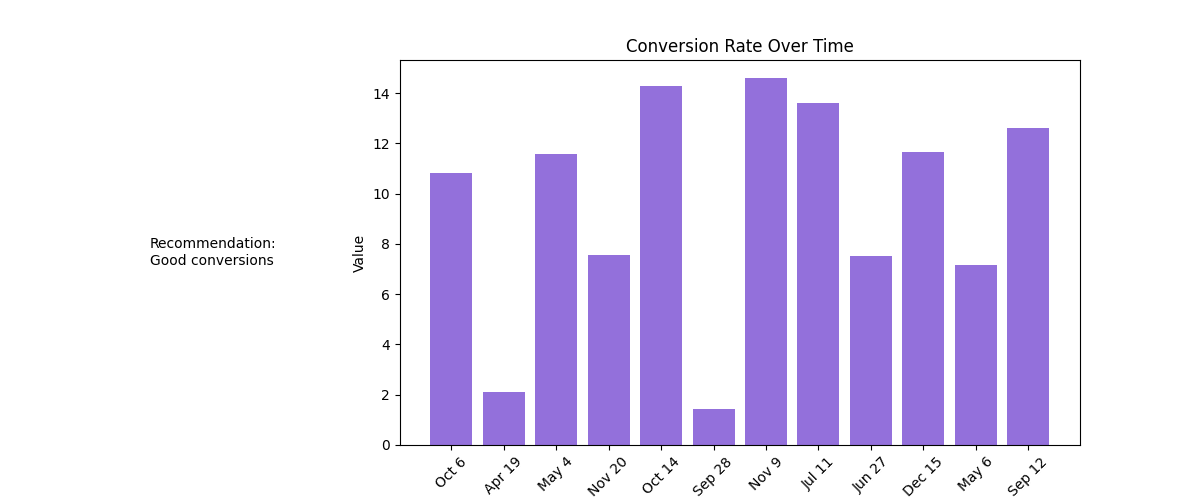 Conversion Rate Over Time
Recommendation:
Good conversions
Value
14
12
10
8
6
4
2
0
Oct 6
Apr 19
May 4
Nov 20
Oct 14
Sep 28
Nov 9
Jul 11
Jun 27
Dec 15
May 6
Sep 12